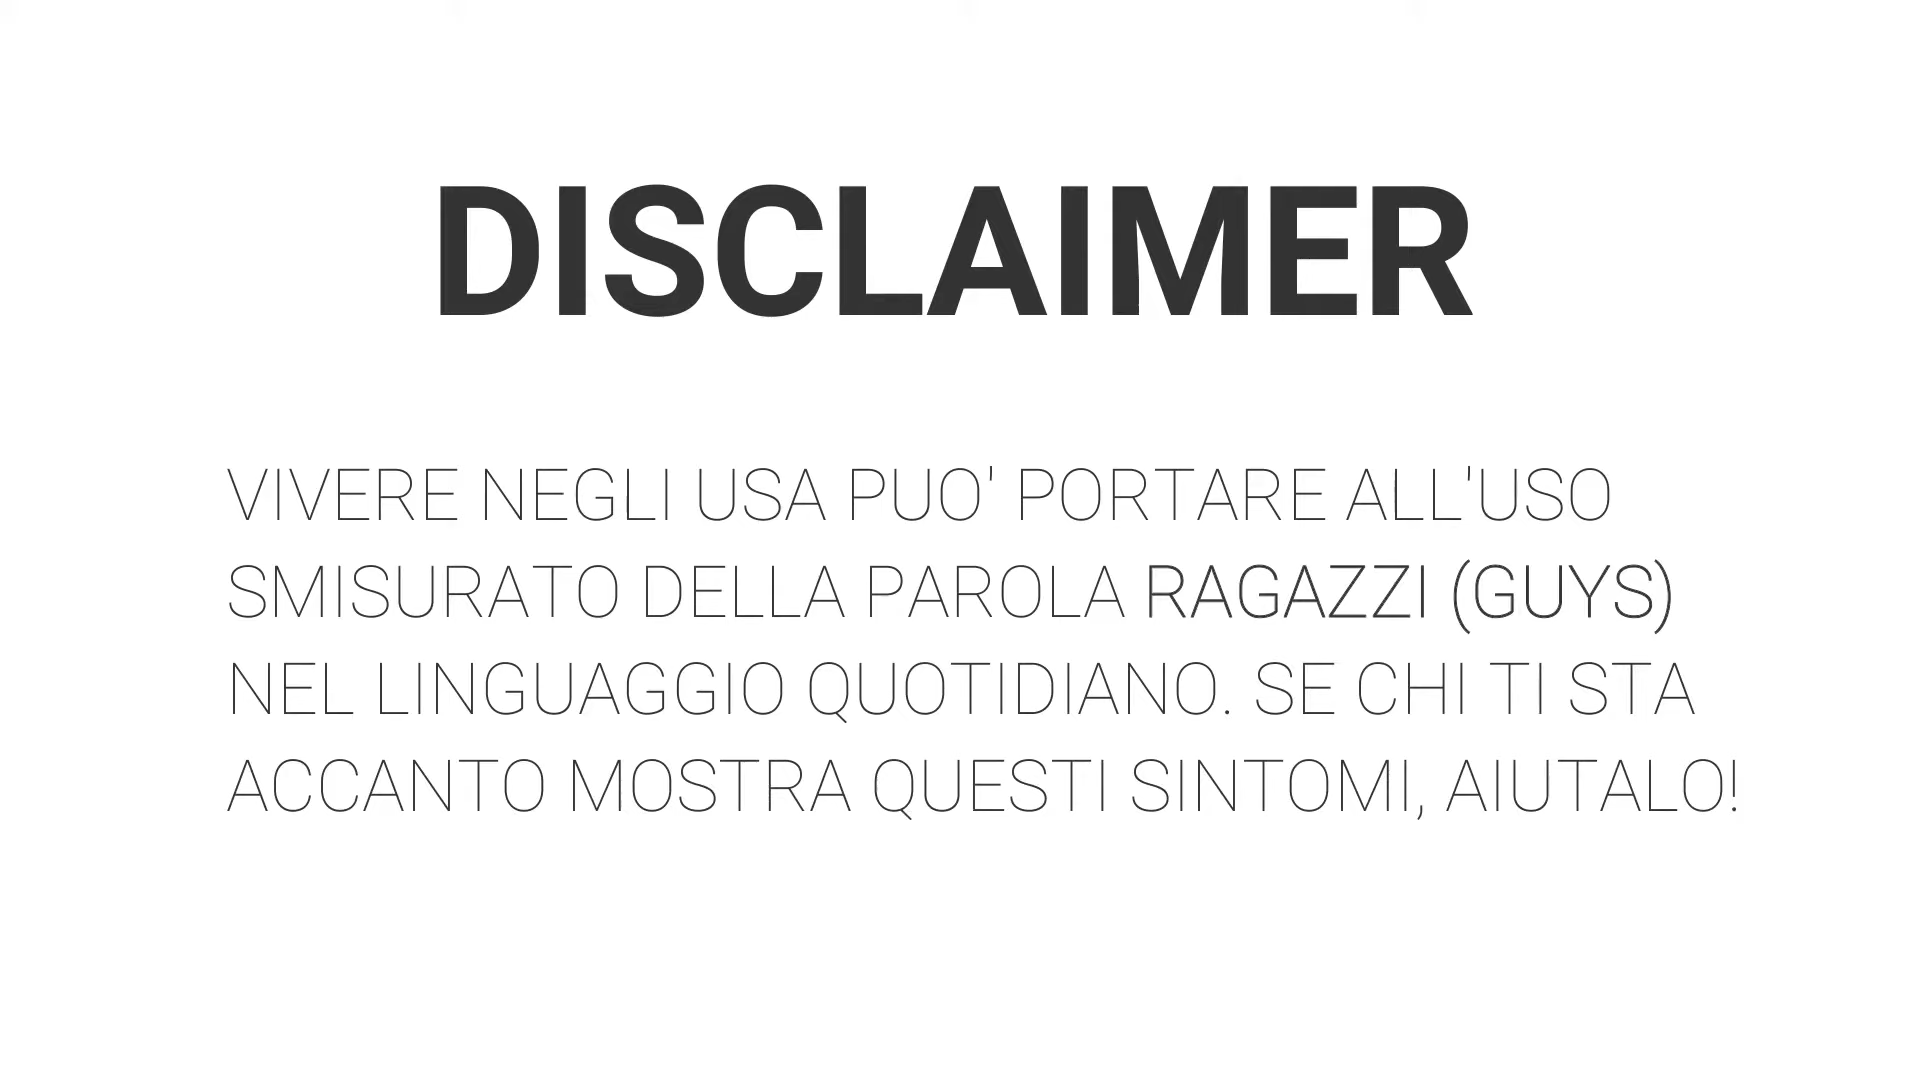 DISCLAIMER
VIVERE NEGLI USA PUO' PORTARE ALL'USO
SMISURATO DELLA PAROLA RAGAZZI (GUYS)
NEL LINGUAGGIO QUOTIDIANO. SE CHI TI STA
ACCANTO MOSTRA QUESTI SINTOMI, AIUTALO!